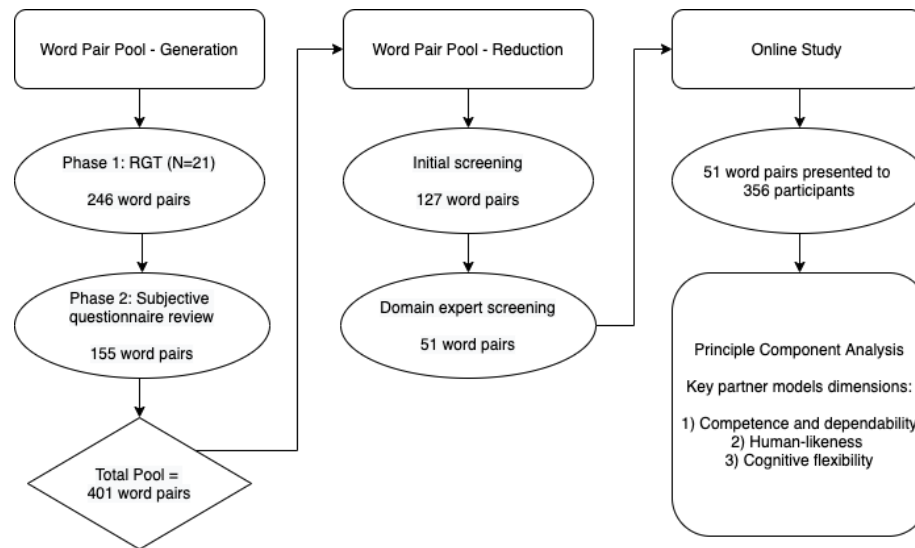 Word Pair Pool - Generation
Phase 1: RGT (N=21)
246 word pairs
Phase 2: Subjective
questionnaire review
155 word pairs
Total Pool =
401 word pairs
Word Pair Pool - Reduction
Initial screening
127 word pairs
Domain expert screening
51 word pairs
Online Study
51 word pairs presented to
356 participants
Principle Component Analysis
Key partner models dimensions:
1) Competence and dependability
2) Human-likeness
3) Cognitive flexibility